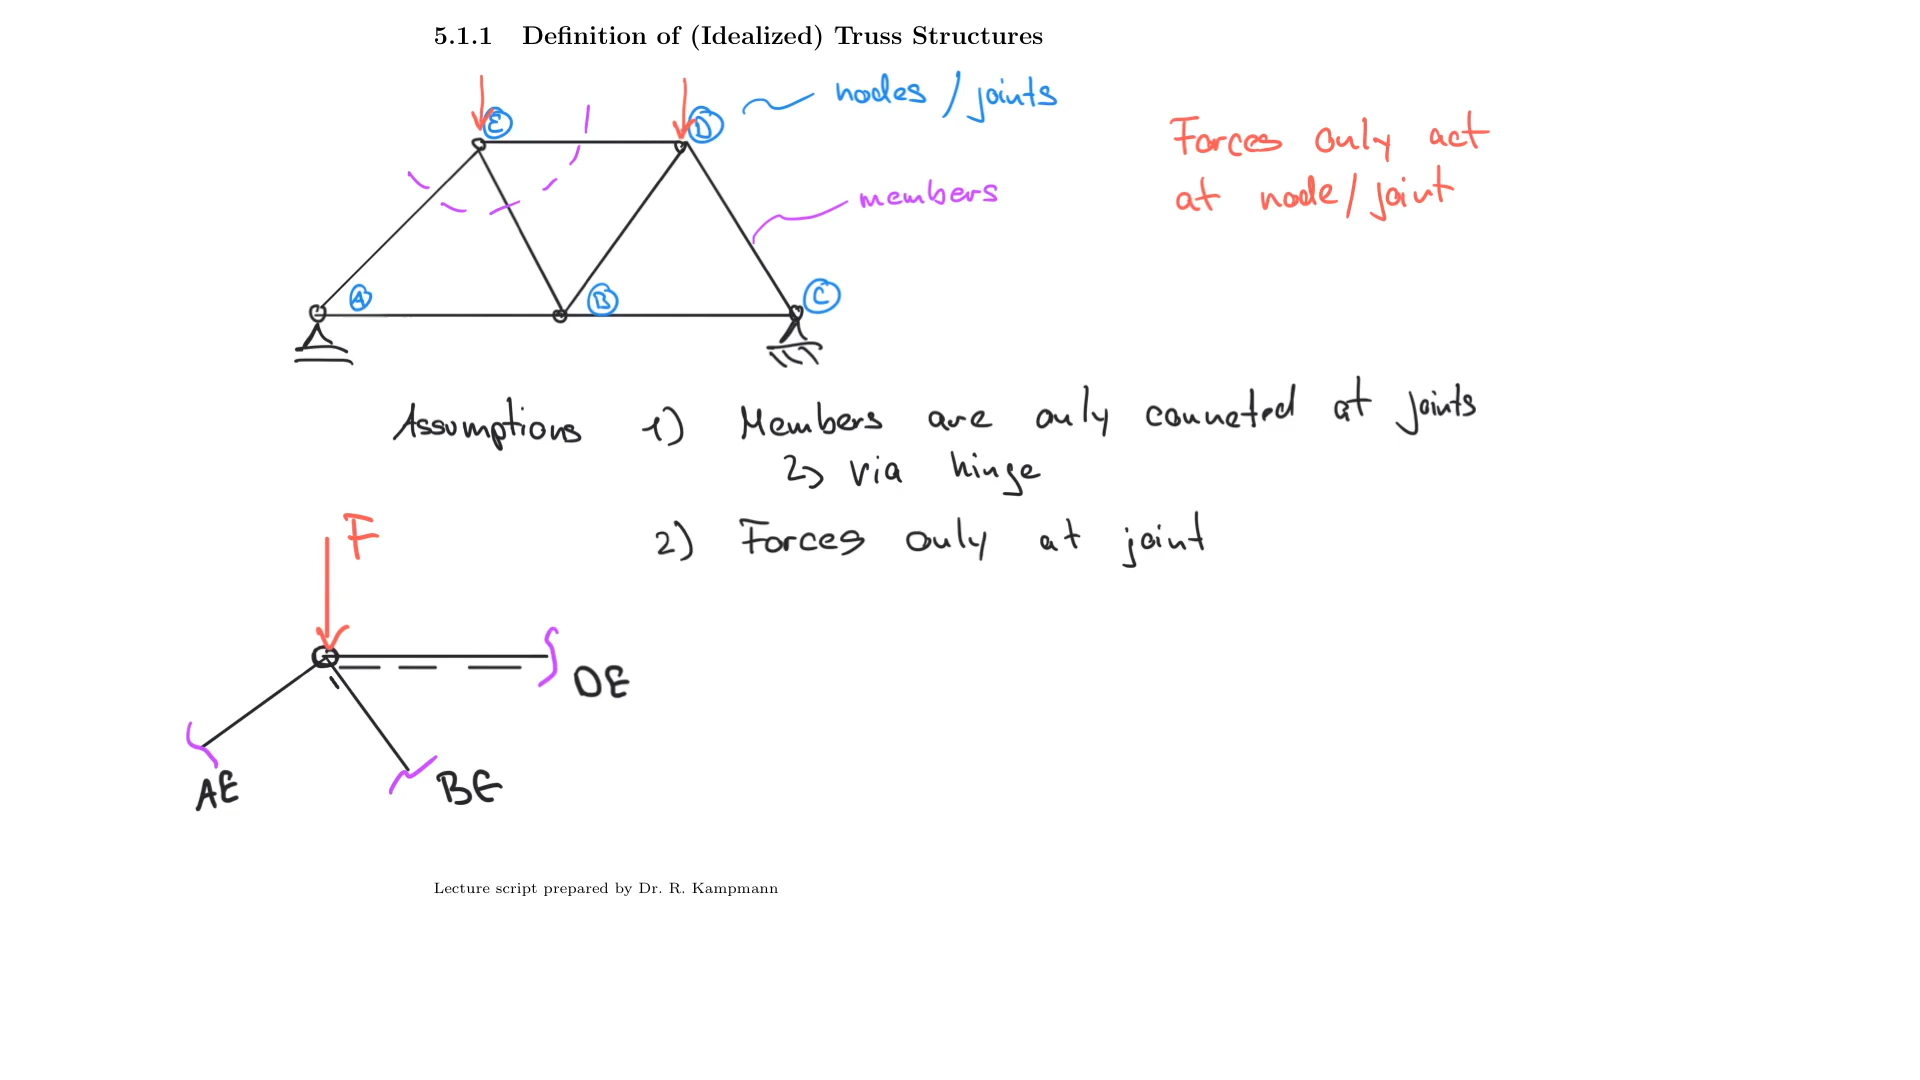 5.1.1 Definition of (Idealized) Truss Structures
nodes / joints
E
D
Forces only act
at node/joint
members
A
B
C
Assumptions 1) Members are only conneted at joints
↳ via hinge
2) Forces only at joint
F
DE
AE
BE
Lecture script prepared by Dr. R. Kampmann